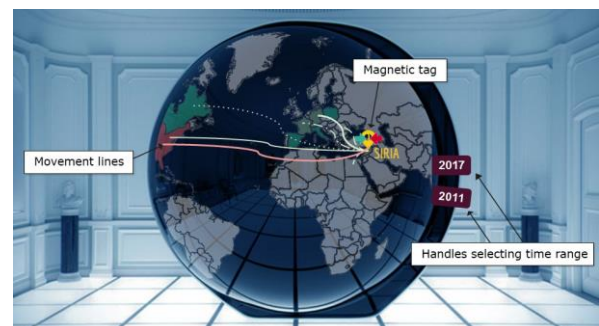 Magnetic tag
SIRIA
Movement lines
2017
2011
Handles selecting time range